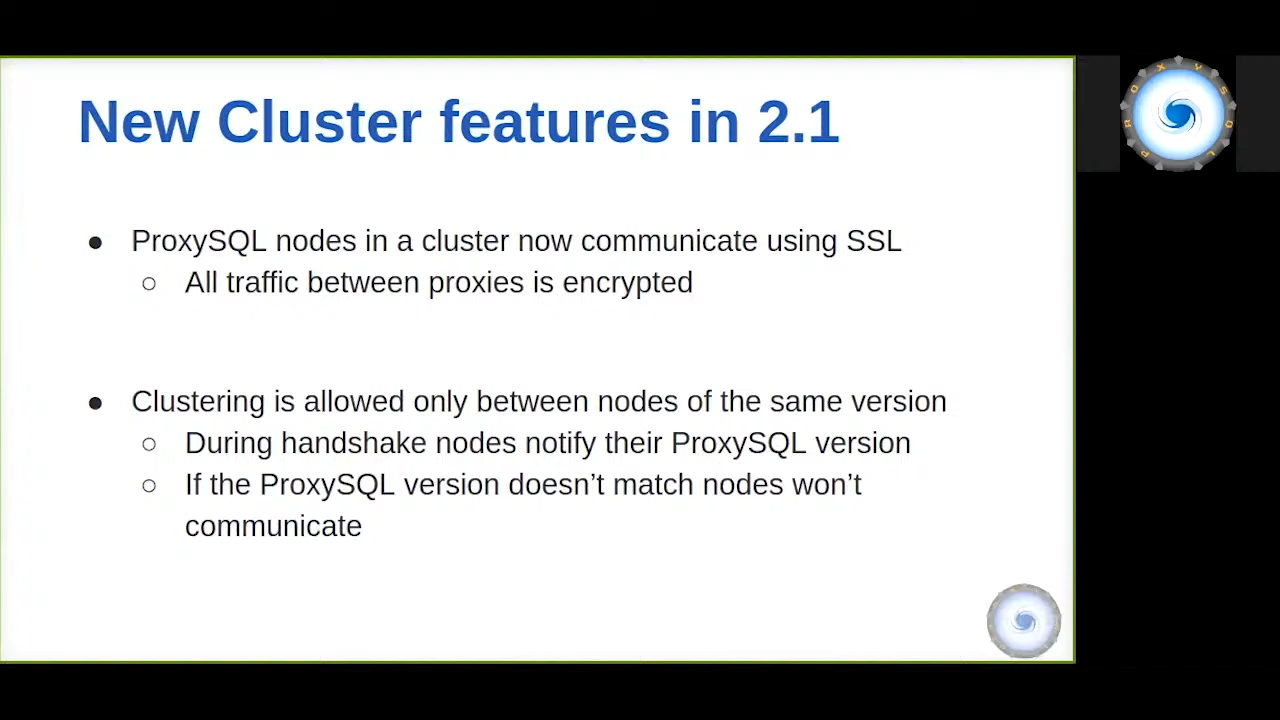 New Cluster features in 2.1
● ProxySQL nodes in a cluster now communicate using SSL
○ All traffic between proxies is encrypted
● Clustering is allowed only between nodes of the same version
○ During handshake nodes notify their ProxySQL version
○ If the ProxySQL version doesn’t match nodes won’t
communicate
PROXYSQL